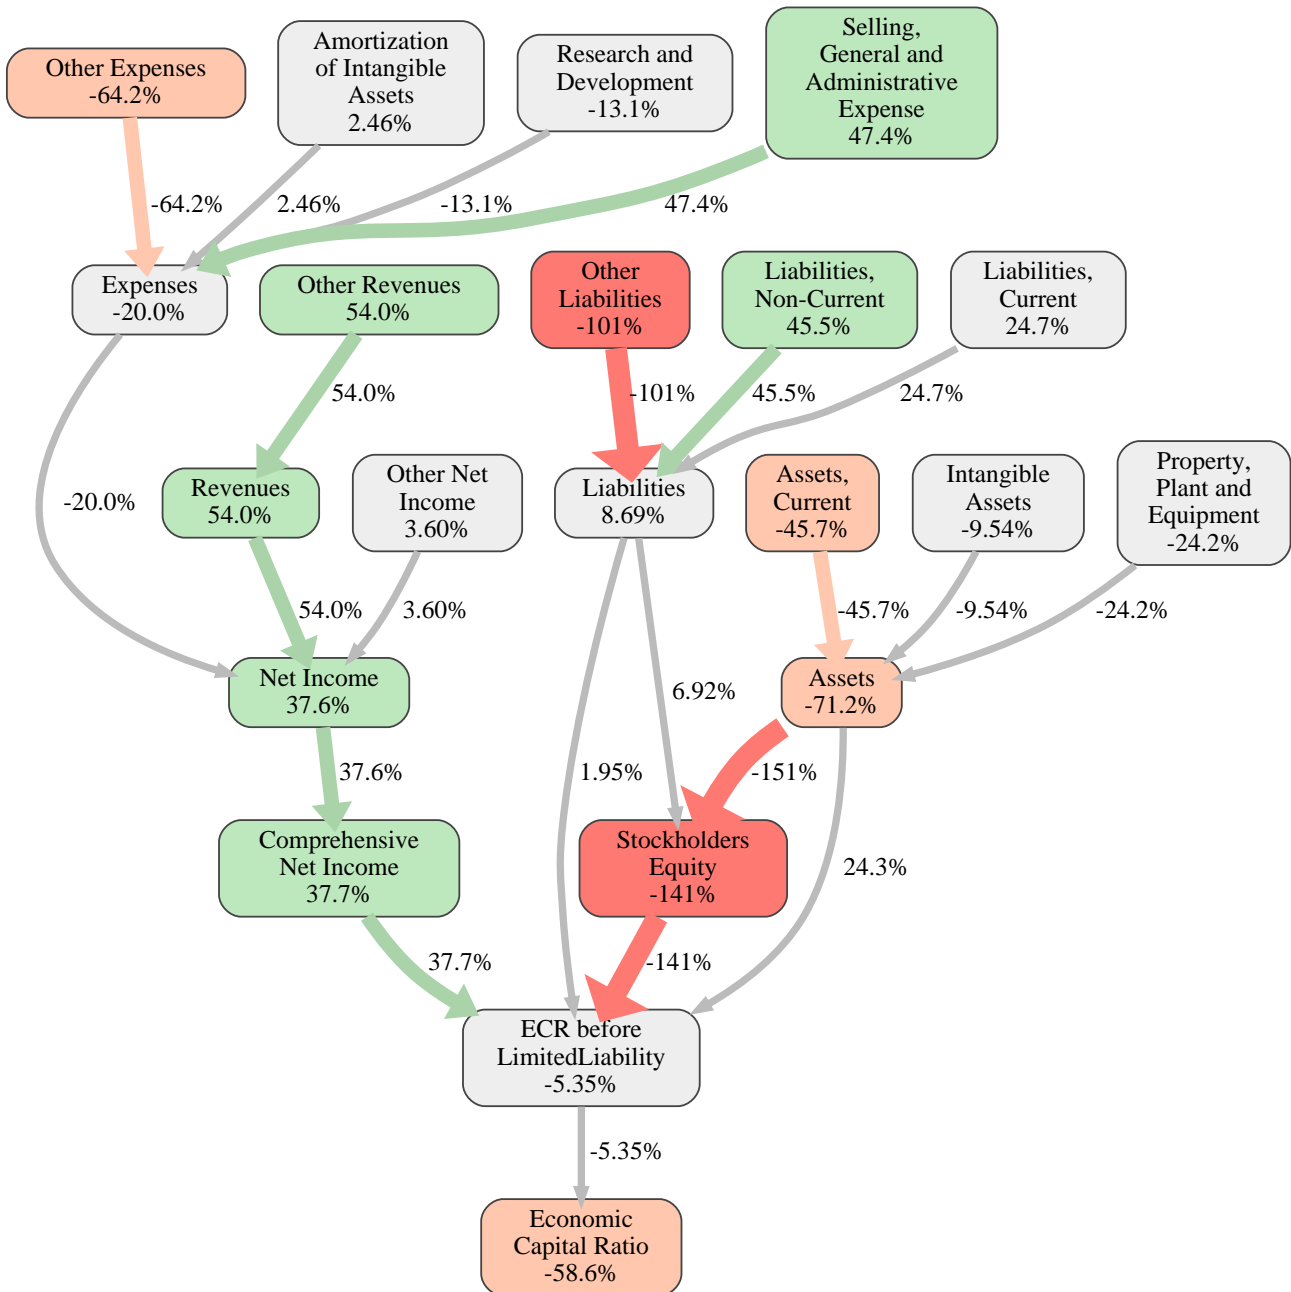 Other Expenses
-64.2%
Amortization
of Intangible
Assets
2.46%
Research and
Development
-13.1%
Selling,
General and
Administrative
Expense
47.4%
-64.2%
2.46%
-13.1%
47.4%
Expenses
-20.0%
Other Revenues
54.0%
Other
Liabilities
-101%
Liabilities,
Non-Current
45.5%
Liabilities,
Current
24.7%
54.0%
-101%
45.5%
24.7%
-20.0%
Revenues
54.0%
Other Net
Income
3.60%
Liabilities
8.69%
Assets,
Current
-45.7%
Intangible
Assets
-9.54%
Property,
Plant and
Equipment
-24.2%
54.0%
3.60%
-45.7%
-9.54%
-24.2%
Net Income
37.6%
6.92%
Assets
-71.2%
37.6%
1.95%
-151%
Comprehensive
Net Income
37.7%
Stockholders
Equity
-141%
24.3%
37.7%
-141%
ECR before
LimitedLiability
-5.35%
-5.35%
Economic
Capital Ratio
-58.6%